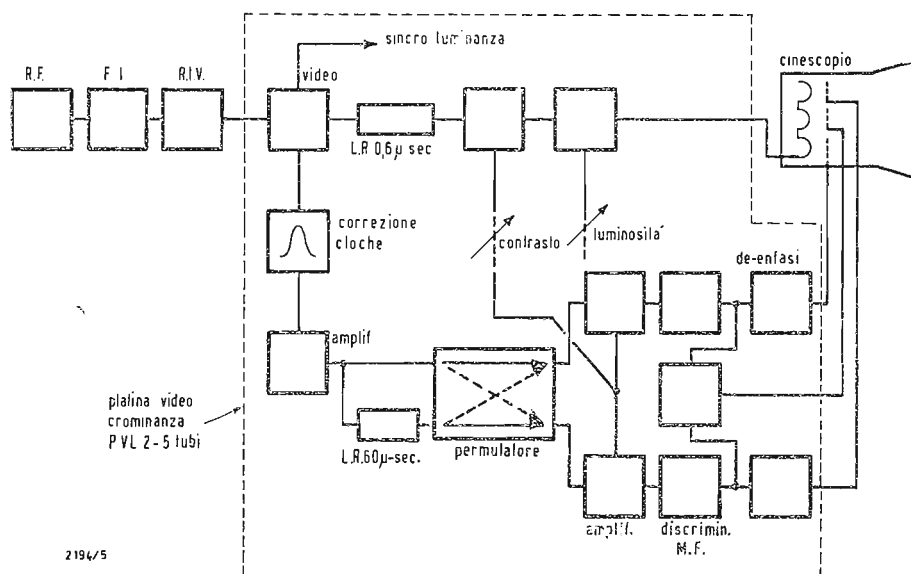 sincro luminanza
cinescopio
R.F.
F I.
R.I.V.
video
L.R 0,6µ sec
correzione
cloche
contrasto
luminosità
de-enfasi
amplif
platina video
crominanza
PVL 2-5 tubi
L.R.60µ-sec.
permutatore
amplif.
discrimin.
M.F.
2194/5